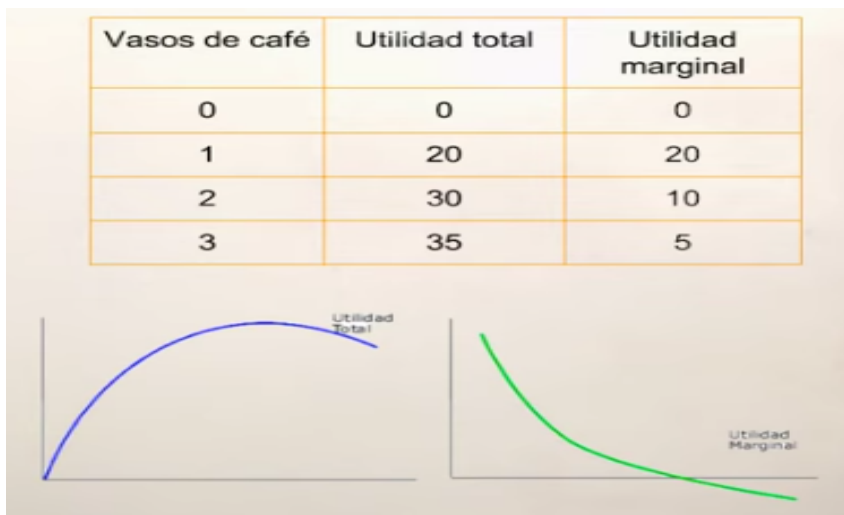 Vasos de café Utilidad total Utilidad
marginal
0 0 0
1 20 20
2 30 10
3 35 5
Utilidad
Total
Utilidad
Marginal